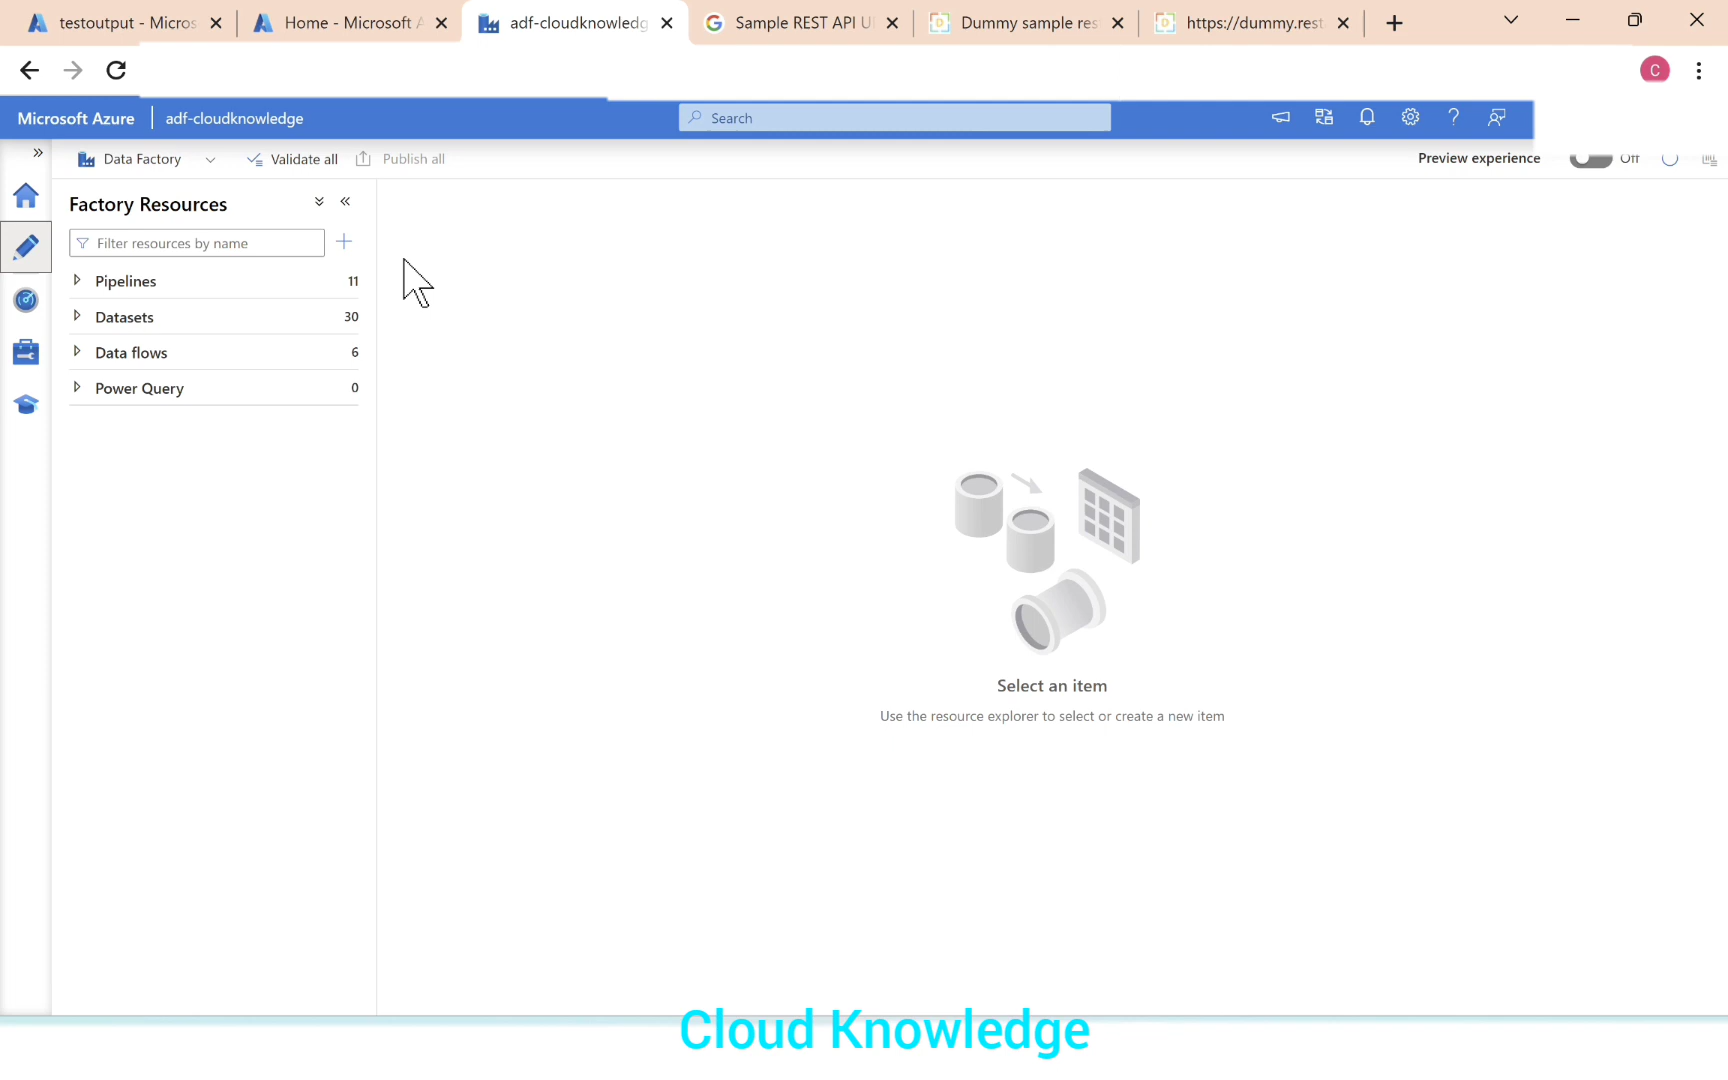 testoutput - Micros
Home - Microsoft A
adf-cloudknowledg
Sample REST API U
Dummy sample res
https://dummy.rest
C
Microsoft Azure
adf-cloudknowledge
Search
Data Factory
Validate all
Publish all
Preview experience
Off
Factory Resources
Filter resources by name
Pipelines 11
Datasets 30
Data flows 6
Power Query 0
Select an item
Use the resource explorer to select or create a new item
Cloud Knowledge